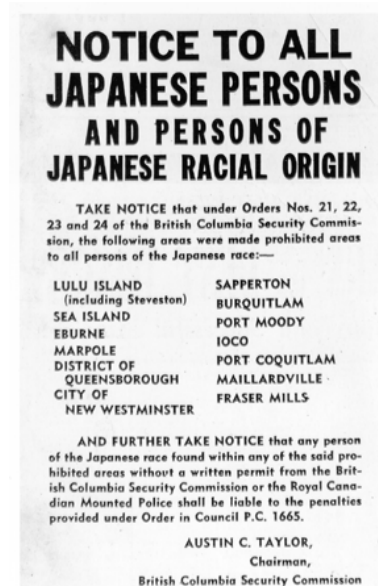 NOTICE TO ALL
JAPANESE PERSONS
AND PERSONS OF
JAPANESE RACIAL ORIGIN
TAKE NOTICE that under Orders Nos. 21, 22,
23 and 24 of the British Columbia Security Commis-
sion, the following areas were made prohibited areas
to all persons of the Japanese race:—
LULU ISLAND
(including Steveston)
SEA ISLAND
EBURNE
MARPOLE
DISTRICT OF
QUEENSBOROUGH
CITY OF
NEW WESTMINSTER
SAPPERTON
BURQUITLAM
PORT MOODY
IOCO
PORT COQUITLAM
MAILLARDVILLE
FRASER MILLS
AND FURTHER TAKE NOTICE that any person
of the Japanese race found within any of the said pro-
hibited areas without a written permit from the Brit-
ish Columbia Security Commission or the Royal Cana-
dian Mounted Police shall be liable to the penalties
provided under Order in Council P.C. 1665.
AUSTIN C. TAYLOR,
Chairman,
British Columbia Security Commission